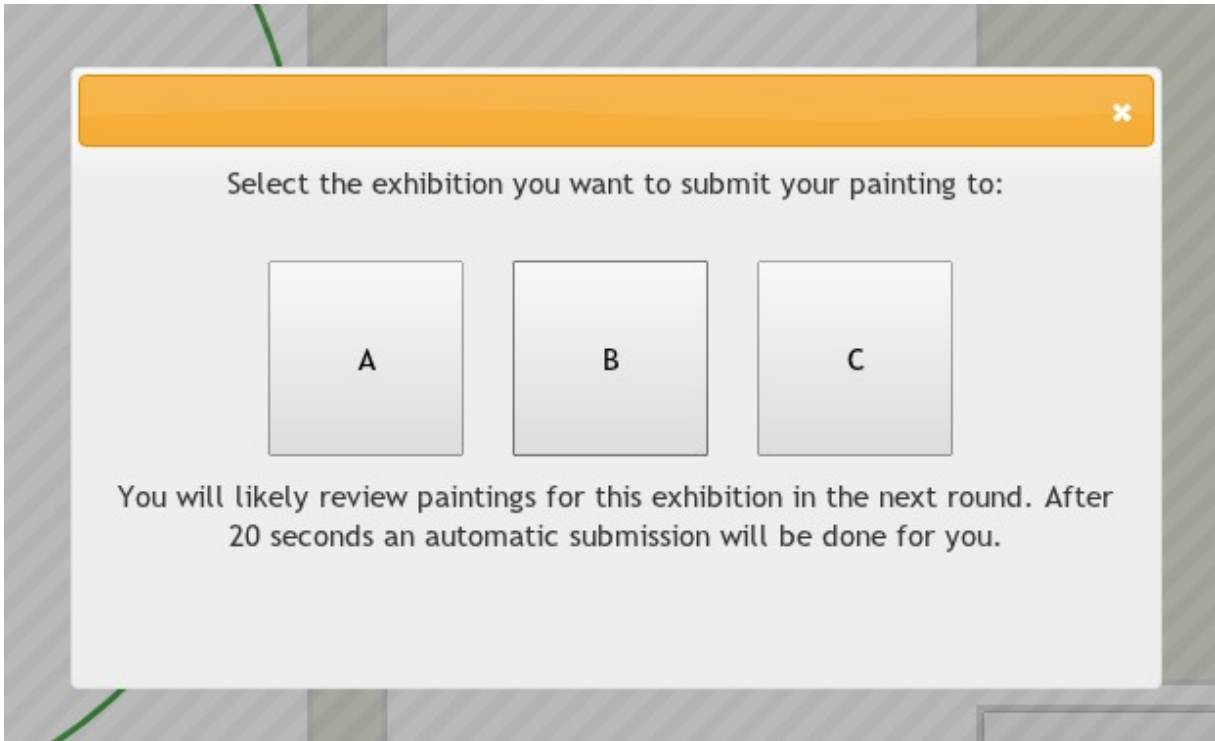 Select the exhibition you want to submit your painting to:
A B C
You will likely review paintings for this exhibition in the next round. After
20 seconds an automatic submission will be done for you.